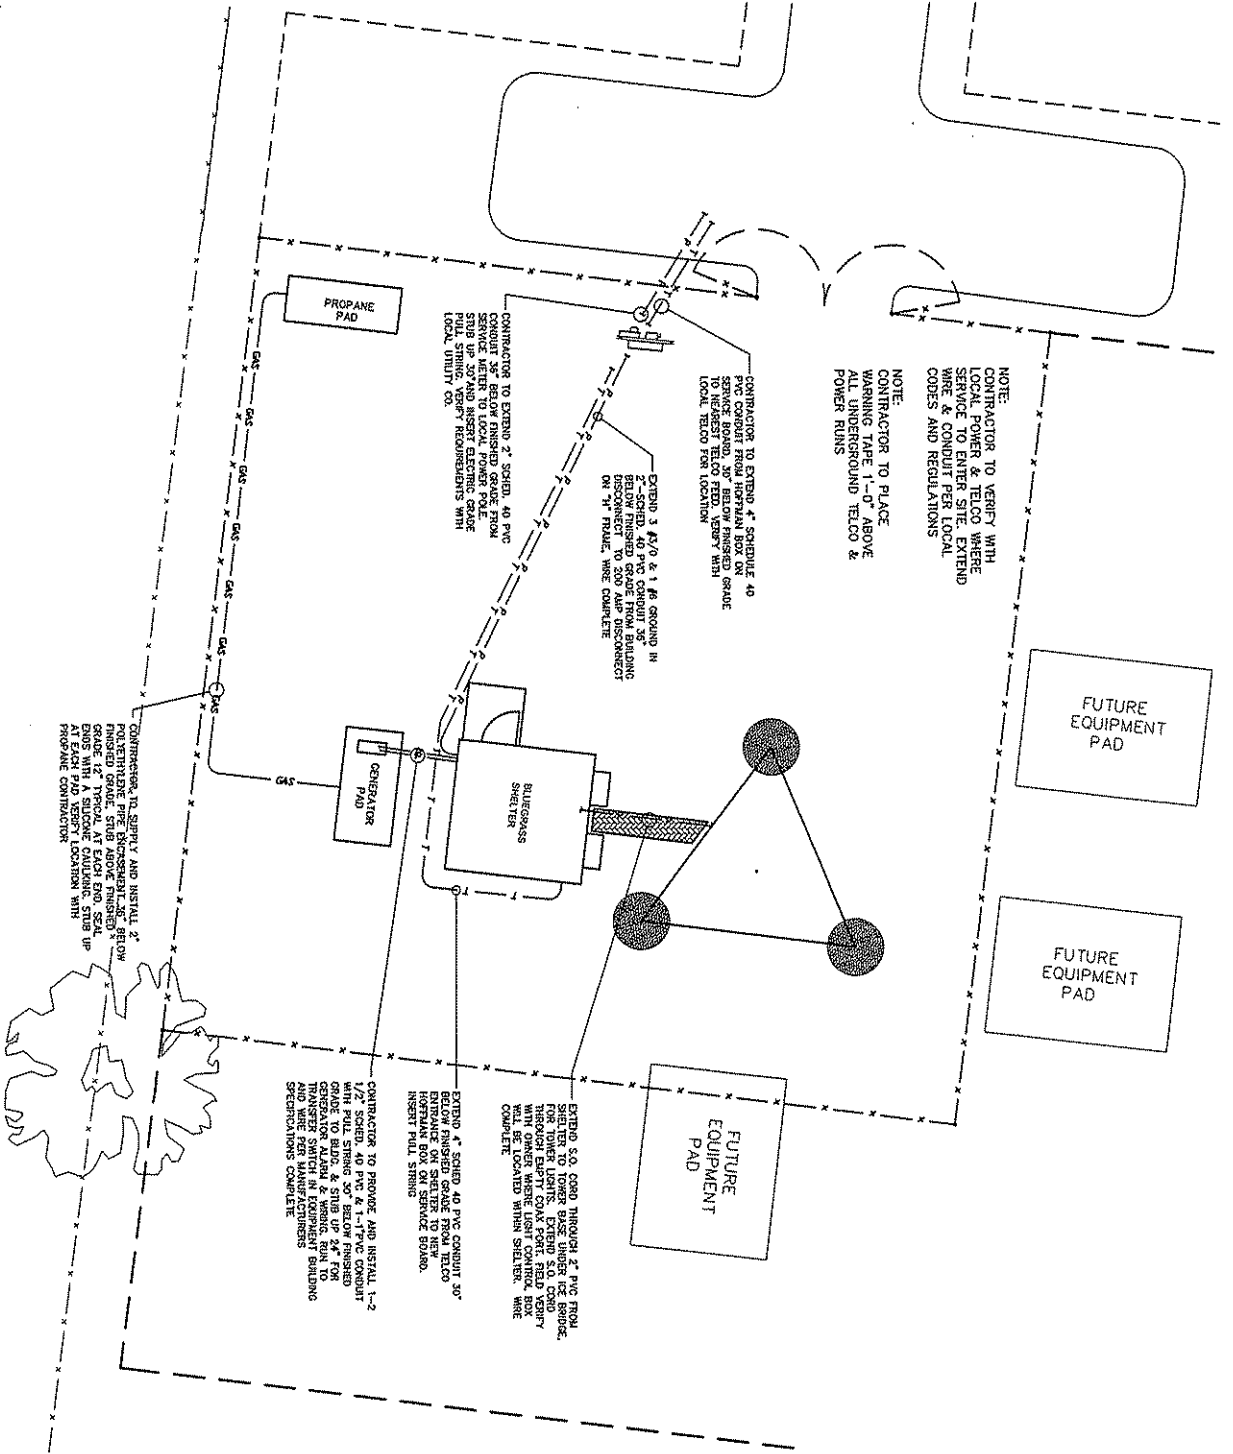 NOTE:
CONTRACTOR TO VERIFY WITH
LOCAL POWER & TELCO WHERE
SERVICE TO ENTER SITE. EXTEND
WIRE & CONDUIT PER LOCAL
CODES AND REGULATIONS
NOTE:
CONTRACTOR TO PLACE
WARNING TAPE 1'-0" ABOVE
ALL UNDERGROUND TELCO &
POWER RUNS
CONTRACTOR TO EXTEND 4" SCHEDULE 40
PVC CONDUIT FROM HOFFMAN BOX ON
SERVICE BOARD, 30" BELOW FINISHED GRADE
TO NEAREST TELCO FEED. VERIFY WITH
LOCAL TELCO FOR LOCATION
EXTEND 3 #3/0 & 1 #6 GROUND IN
2"-SCHED. 40 PVC CONDUIT 36"
BELOW FINISHED GRADE FROM BUILDING
DISCONNECT TO 200 AMP DISCONNECT
ON "H" FRAME, WIRE COMPLETE
CONTRACTOR TO EXTEND 2" SCHED. 40 PVC
CONDUIT 36" BELOW FINISHED GRADE FROM
SERVICE METER TO LOCAL POWER POLE.
STUB UP 30" AND INSERT ELECTRIC GRADE
PULL STRING. VERIFY REQUIREMENTS WITH
LOCAL UTILITY CO.
PROPANE
PAD
GAS
GAS
GAS
GAS
GAS
GAS
GAS
GAS
P
T
P
T
P
T
P
T
P
T
P
T
P
T
T
T
T
T
FUTURE
EQUIPMENT
PAD
FUTURE
EQUIPMENT
PAD
FUTURE
EQUIPMENT
PAD
BLUEGRASS
SHELTER
GENERATOR
PAD
CONTRACTOR TO SUPPLY AND INSTALL 2"
POLYETHYLENE PIPE ENCASEMENT 36" BELOW
FINISHED GRADE. STUB ABOVE FINISHED
GRADE 12" TYPICAL AT EACH END. SEAL
ENDS WITH A SILICONE CAULKING. STUB UP
AT EACH PAD VERIFY LOCATION WITH
PROPANE CONTRACTOR
EXTEND S.O. CORD THROUGH 2" PVC FROM
SHELTER TO TOWER BASE UNDER ICE BRIDGE,
FOR TOWER LIGHTS. EXTEND S.O. CORD
THROUGH EMPTY COAX PORT. FIELD VERIFY
WITH OWNER WHERE LIGHT CONTROL BOX
WILL BE LOCATED WITHIN SHELTER. WIRE
COMPLETE
EXTEND 4" SCHED 40 PVC CONDUIT 30"
BELOW FINISHED GRADE FROM TELCO
ENTRANCE ON SHELTER TO NEW
HOFFMAN BOX ON SERVICE BOARD.
INSERT PULL STRING
CONTRACTOR TO PROVIDE AND INSTALL 1-2
1/2" SCHED. 40 PVC & 1-1"PVC CONDUIT
WITH PULL STRING 30" BELOW FINISHED
GRADE TO BLDG. & STUB UP 24" FOR
GENERATOR ALARM & WIRING. RUN TO
TRANSFER SWITCH IN EQUIPMENT BUILDING
AND WIRE PER MANUFACTURERS
SPECIFICATIONS COMPLETE